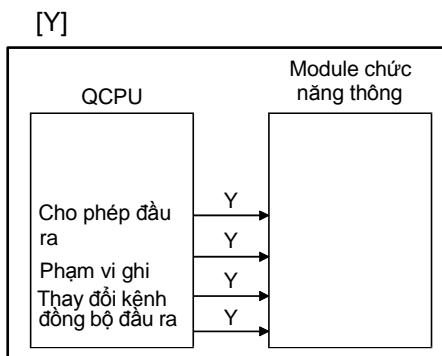 [Y]
Module chức
năng thông
QCPU
Cho phép đầu
ra
Phạm vi ghi
Thay đổi kênh
đồng bộ đầu ra
Y
Y
Y
Y